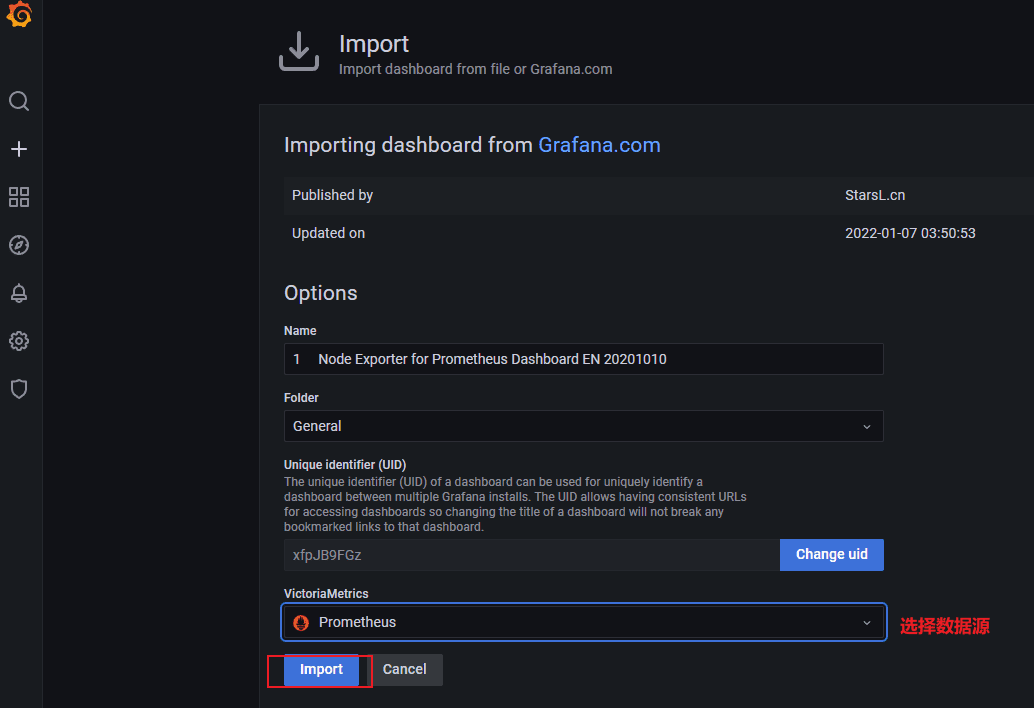 Import
Import dashboard from file or Grafana.com
Importing dashboard from Grafana.com
Published by StarsL.cn
Updated on 2022-01-07 03:50:53
Options
Name
1 Node Exporter for Prometheus Dashboard EN 20201010
Folder
General
Unique identifier (UID)
The unique identifier (UID) of a dashboard can be used for uniquely identify a
dashboard between multiple Grafana installs. The UID allows having consistent URLs
for accessing dashboards so changing the title of a dashboard will not break any
bookmarked links to that dashboard.
xfpJB9FGz Change uid
VictoriaMetrics
Prometheus 选择数据源
Import Cancel